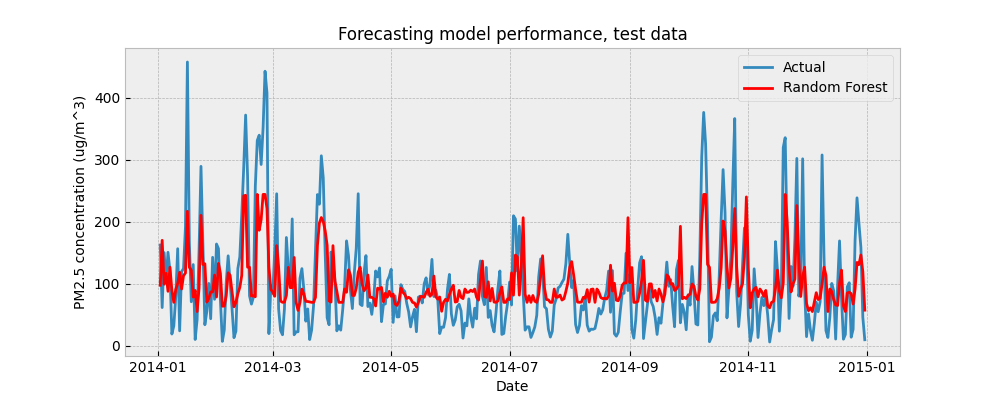 Forecasting model performance, test data
Actual
Random Forest
PM2.5 concentration (ug/m^3)
400
300
200
100
0
2014-01
2014-03
2014-05
2014-07
2014-09
2014-11
2015-01
Date